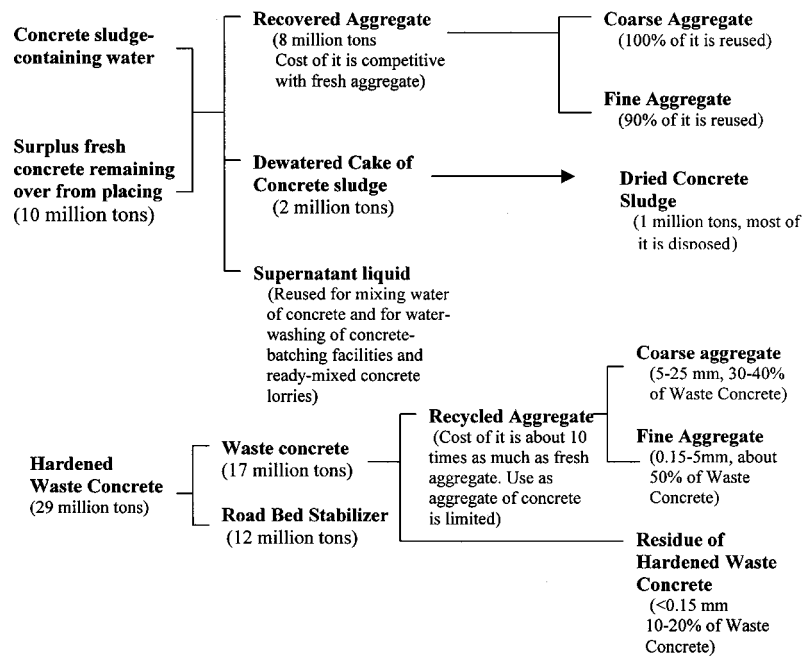 Concrete sludge-
containing water
Surplus fresh
concrete remaining
over from placing
(10 million tons)
Recovered Aggregate
(8 million tons
Cost of it is competitive
with fresh aggregate)
Coarse Aggregate
(100% of it is reused)
Fine Aggregate
(90% of it is reused)
Dewatered Cake of
Concrete sludge
(2 million tons)
Dried Concrete
Sludge
(1 million tons, most of
it is disposed)
Supernatant liquid
(Reused for mixing water
of concrete and for water-
washing of concrete-
batching facilities and
ready-mixed concrete
lorries)
Hardened
Waste Concrete
(29 million tons)
Waste concrete
(17 million tons)
Road Bed Stabilizer
(12 million tons)
Recycled Aggregate
(Cost of it is about 10
times as much as fresh
aggregate. Use as
aggregate of concrete
is limited)
Coarse aggregate
(5-25 mm, 30-40%
of Waste Concrete)
Fine Aggregate
(0.15-5mm, about
50% of Waste
Concrete)
Residue of
Hardened Waste
Concrete
(<0.15 mm
10-20% of Waste
Concrete)